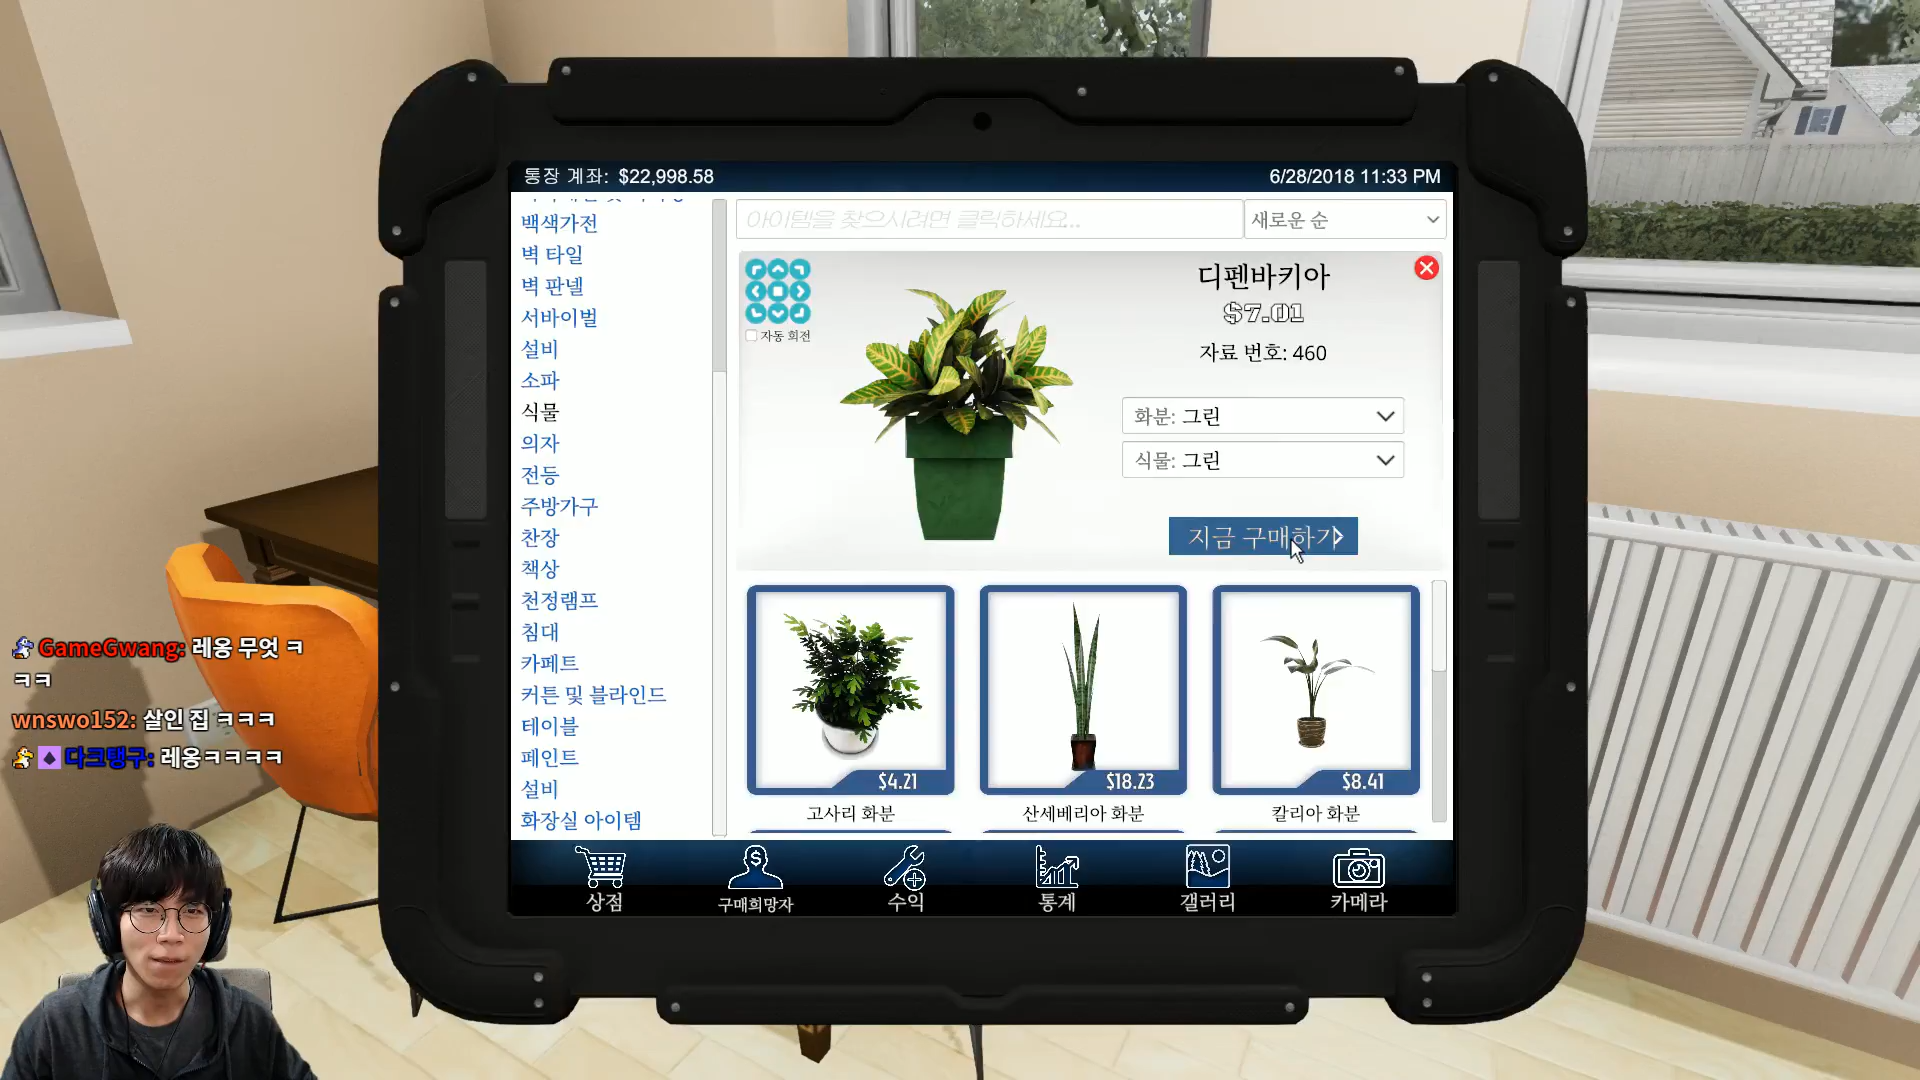 통장 계좌: $22,998.58
6/28/2018 11:33 PM
백색가전
벽 타일
벽 판넬
서바이벌
설비
소파
식물
의자
전등
주방가구
찬장
책상
천정램프
침대
카페트
커튼 및 블라인드
테이블
페인트
설비
화장실 아이템
아이템을 찾으시려면 클릭하세요...
새로운 순
자동 회전
디펜바키아
$7.01
자료 번호: 460
화분: 그린
식물: 그린
지금 구매하기
$4.21
$18.23
$8.41
고사리 화분
산세베리아 화분
칼리아 화분
상점
구매희망자
수익
통계
갤러리
카메라
GameGwang: 레옹 무엇 ㅋ
ㅋㅋ
wnswo152: 살인 집 ㅋㅋㅋ
다크탱구: 레옹ㅋㅋㅋㅋ